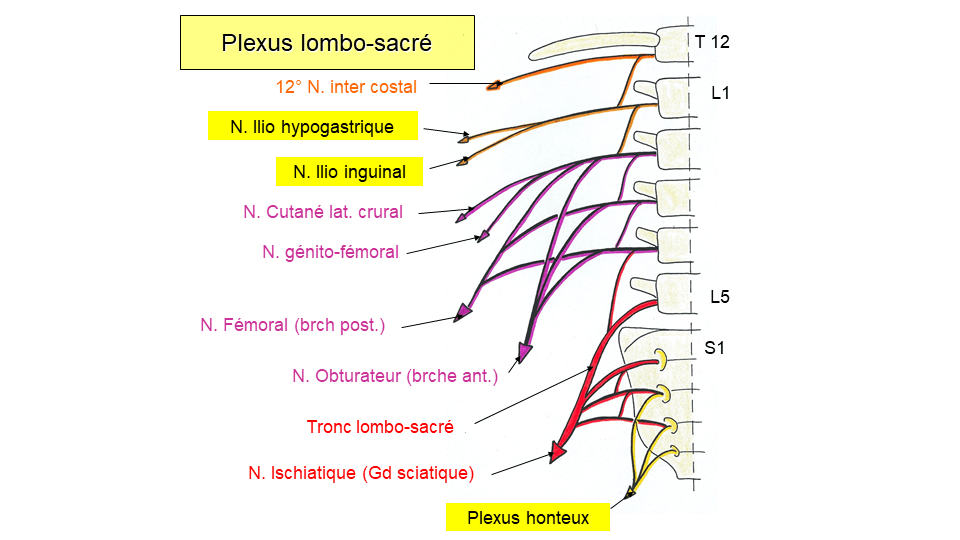 Plexus lombo-sacré
T 12
12° N. inter costal
L1
N. Ilio hypogastrique
N. Ilio inguinal
N. Cutané lat. crural
N. génito-fémoral
L5
N. Fémoral (brch post.)
S1
N. Obturateur (brche ant.)
Tronc lombo-sacré
N. Ischiatique (Gd sciatique)
Plexus honteux